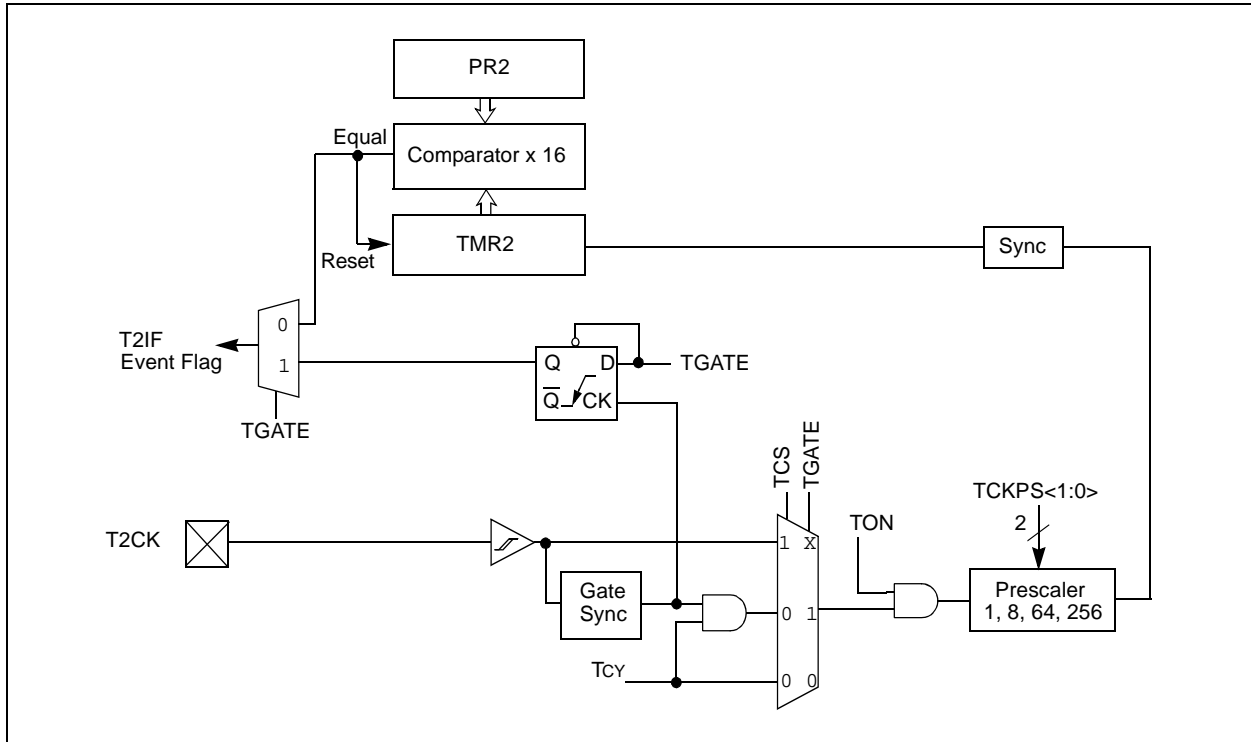 PR2
Equal
Comparator x 16
Reset
TMR2
Sync
T2IF
Event Flag
0
1
TGATE
Q
D
TGATE
Q̅
CK
TCS
TGATE
TCKPS<1:0>
2
TON
T2CK
1 X
Gate
Sync
0 1
Prescaler
1, 8, 64, 256
TCY
0 0